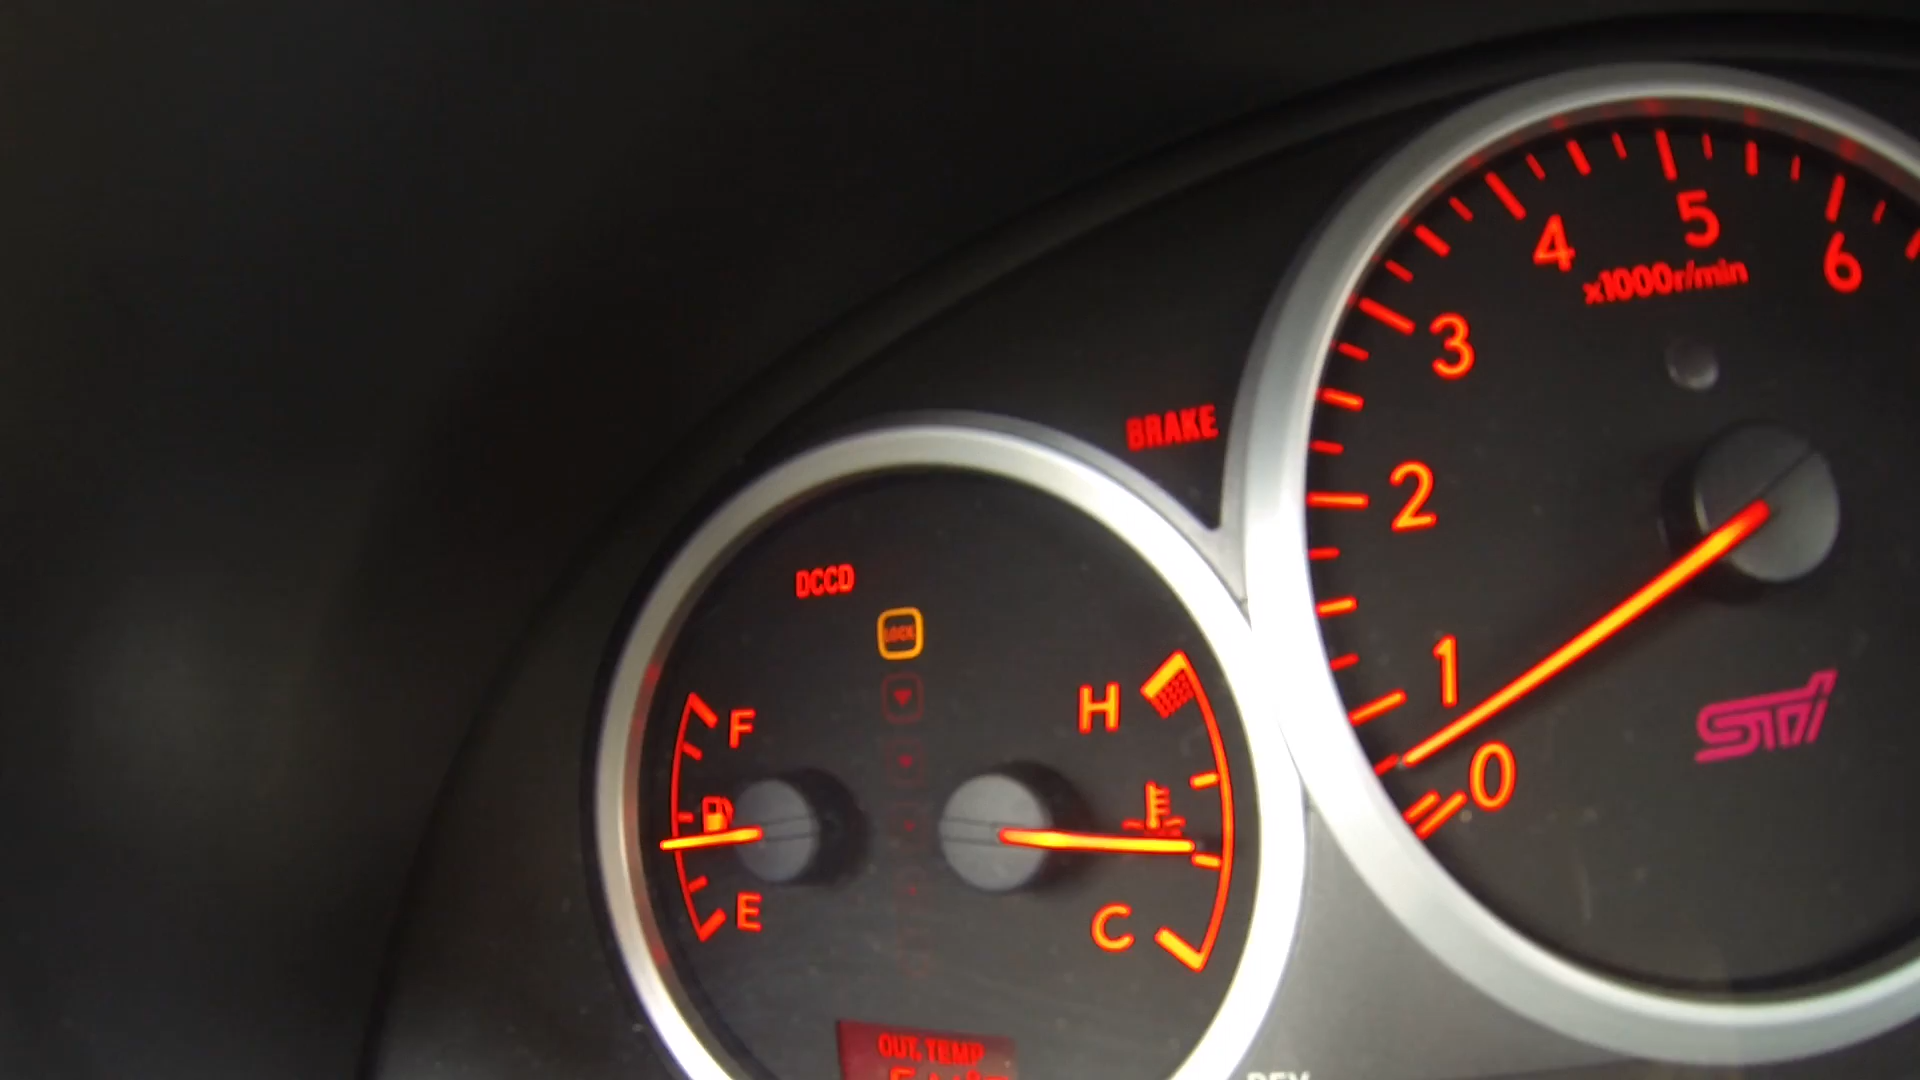 4
5
6
x1000r/min
3
BRAKE
2
DCCD
LOCK
1
H
STi
F
0
E
C
OUT. TEMP